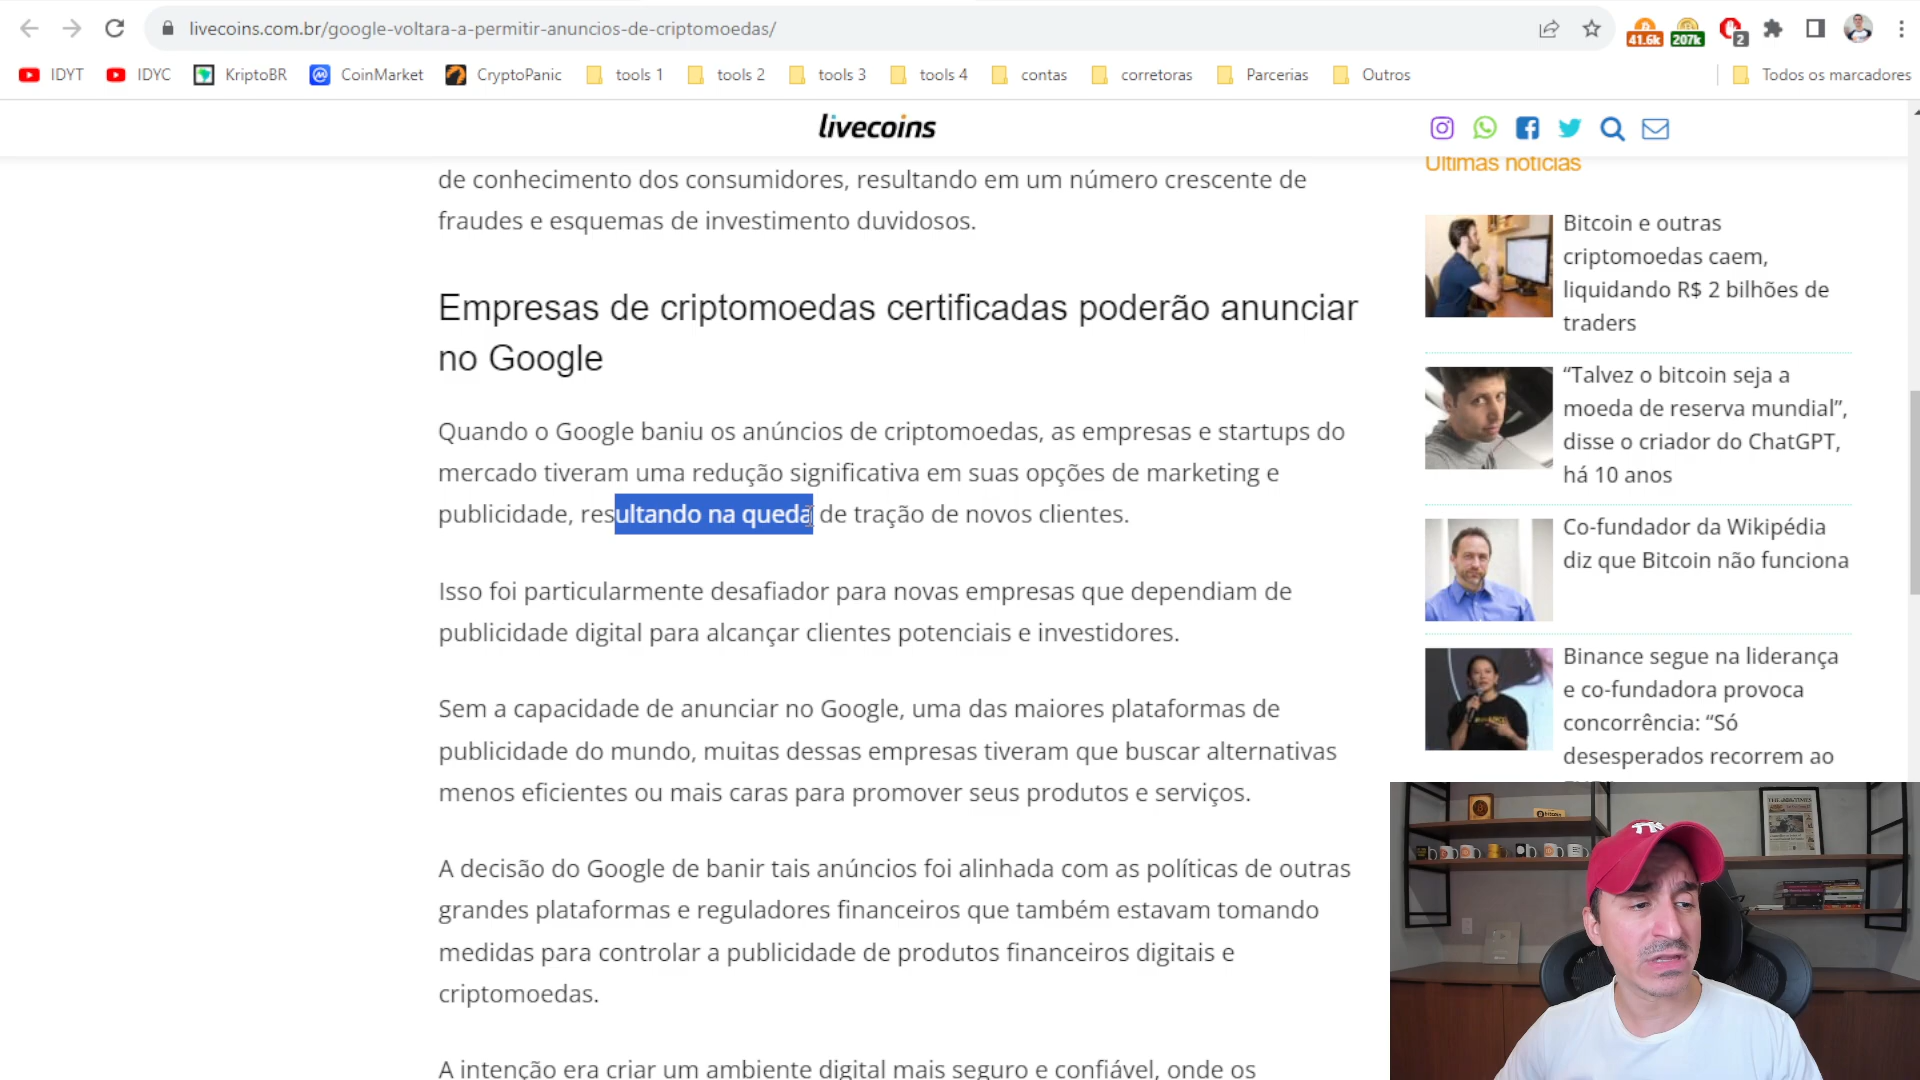 livecoins.com.br/google-voltara-a-permitir-anuncios-de-criptomoedas/
41.6k
207k
2
IDYT
IDYC
KriptoBR
CoinMarket
CryptoPanic
tools 1
tools 2
tools 3
tools 4
contas
corretoras
Parcerias
Outros
Todos os marcadores
livecoins
de conhecimento dos consumidores, resultando em um número crescente de
fraudes e esquemas de investimento duvidosos.
Empresas de criptomoedas certificadas poderão anunciar
no Google
Quando o Google baniu os anúncios de criptomoedas, as empresas e startups do
mercado tiveram uma redução significativa em suas opções de marketing e
publicidade, resultando na queda de tração de novos clientes.
Isso foi particularmente desafiador para novas empresas que dependiam de
publicidade digital para alcançar clientes potenciais e investidores.
Sem a capacidade de anunciar no Google, uma das maiores plataformas de
publicidade do mundo, muitas dessas empresas tiveram que buscar alternativas
menos eficientes ou mais caras para promover seus produtos e serviços.
A decisão do Google de banir tais anúncios foi alinhada com as políticas de outras
grandes plataformas e reguladores financeiros que também estavam tomando
medidas para controlar a publicidade de produtos financeiros digitais e
criptomoedas.
A intenção era criar um ambiente digital mais seguro e confiável, onde os
Últimas notícias
Bitcoin e outras
criptomoedas caem,
liquidando R$ 2 bilhões de
traders
“Talvez o bitcoin seja a
moeda de reserva mundial”,
disse o criador do ChatGPT,
há 10 anos
Co-fundador da Wikipédia
diz que Bitcoin não funciona
Binance segue na liderança
e co-fundadora provoca
concorrência: “Só
desesperados recorrem ao